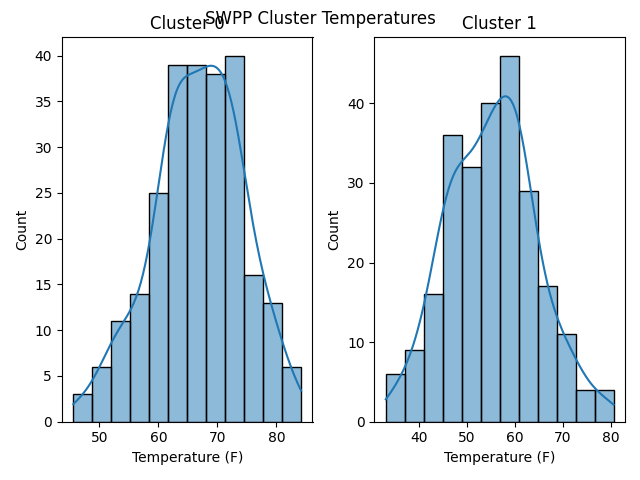 SWPP Cluster Temperatures
Cluster 0
40
35
30
25
20
15
10
5
0
Count
50 60 70 80
Temperature (F)
Cluster 1
40
30
20
10
0
Count
40 50 60 70 80
Temperature (F)